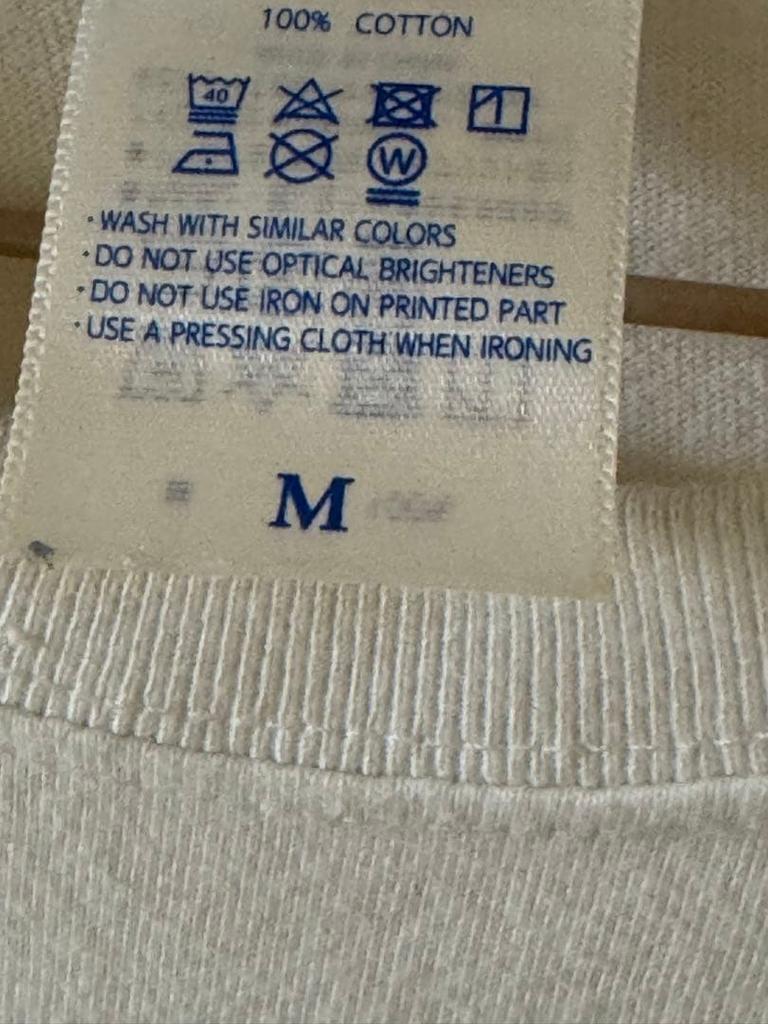 100% COTTON
40
W
· WASH WITH SIMILAR COLORS
· DO NOT USE OPTICAL BRIGHTENERS
· DO NOT USE IRON ON PRINTED PART
· USE A PRESSING CLOTH WHEN IRONING
M